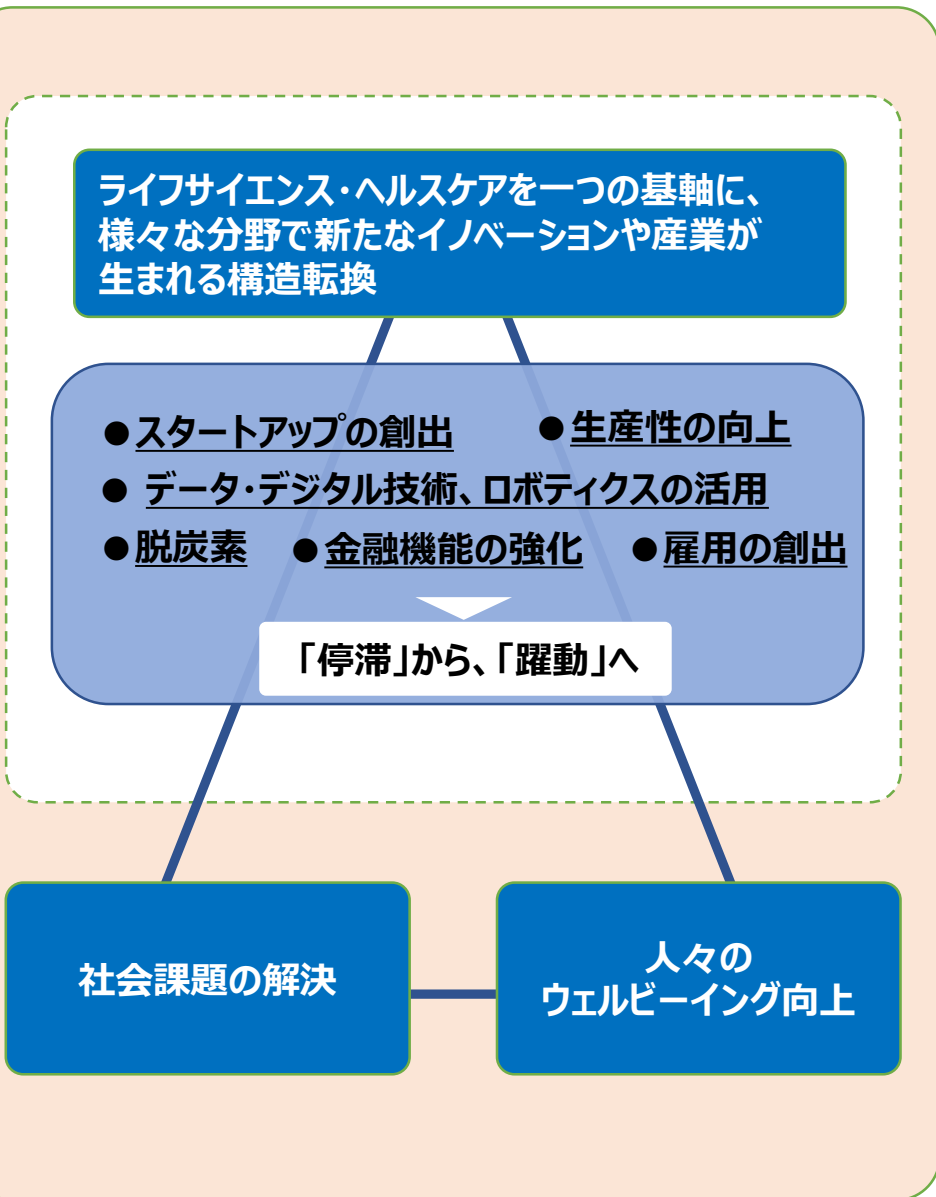 ライフサイエンス・ヘルスケアを一つの基軸に、
様々な分野で新たなイノベーションや産業が
生まれる構造転換
●スタートアップの創出 ●生産性の向上
● データ・デジタル技術、ロボティクスの活用
●脱炭素 ●金融機能の強化 ●雇用の創出
「停滞」から、「躍動」へ
社会課題の解決
人々の
ウェルビーイング向上